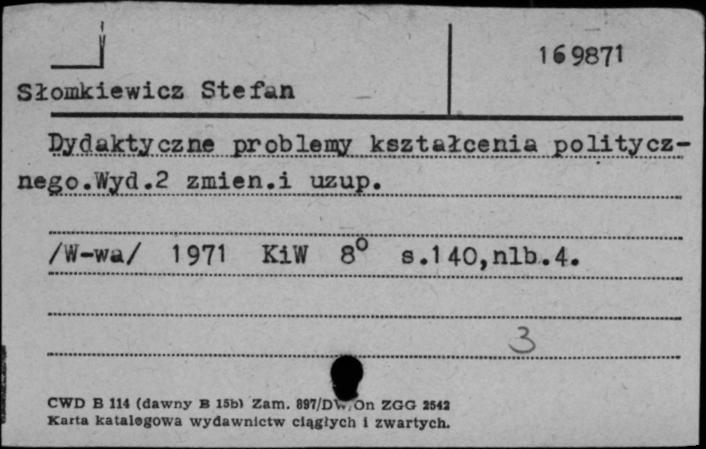 169871
Słomkiewicz Stefan
Dydaktyczne problemy kształcenia politycz-
nego.Wyd.2 zmien.i uzup.
/W-wa/ 1971 KiW 8° s.140,nlb.4.
3
CWD B 114 (dawny B 15b) Zam. 897/DW/On ZGG 2542
Karta katalogowa wydawnictw ciągłych i zwartych.